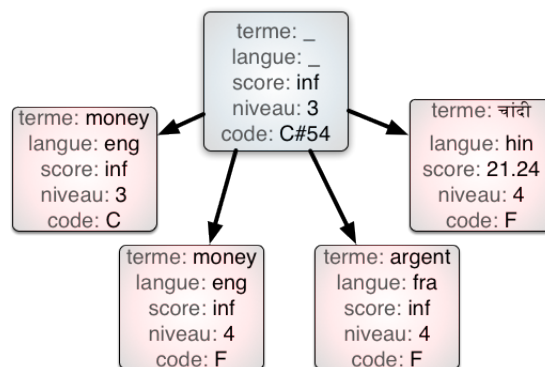 terme: _
langue: _
score: inf
niveau: 3
code: C#54
terme: money
langue: eng
score: inf
niveau: 3
code: C
terme: चांदी
langue: hin
score: 21.24
niveau: 4
code: F
terme: money
langue: eng
score: inf
niveau: 4
code: F
terme: argent
langue: fra
score: inf
niveau: 4
code: F